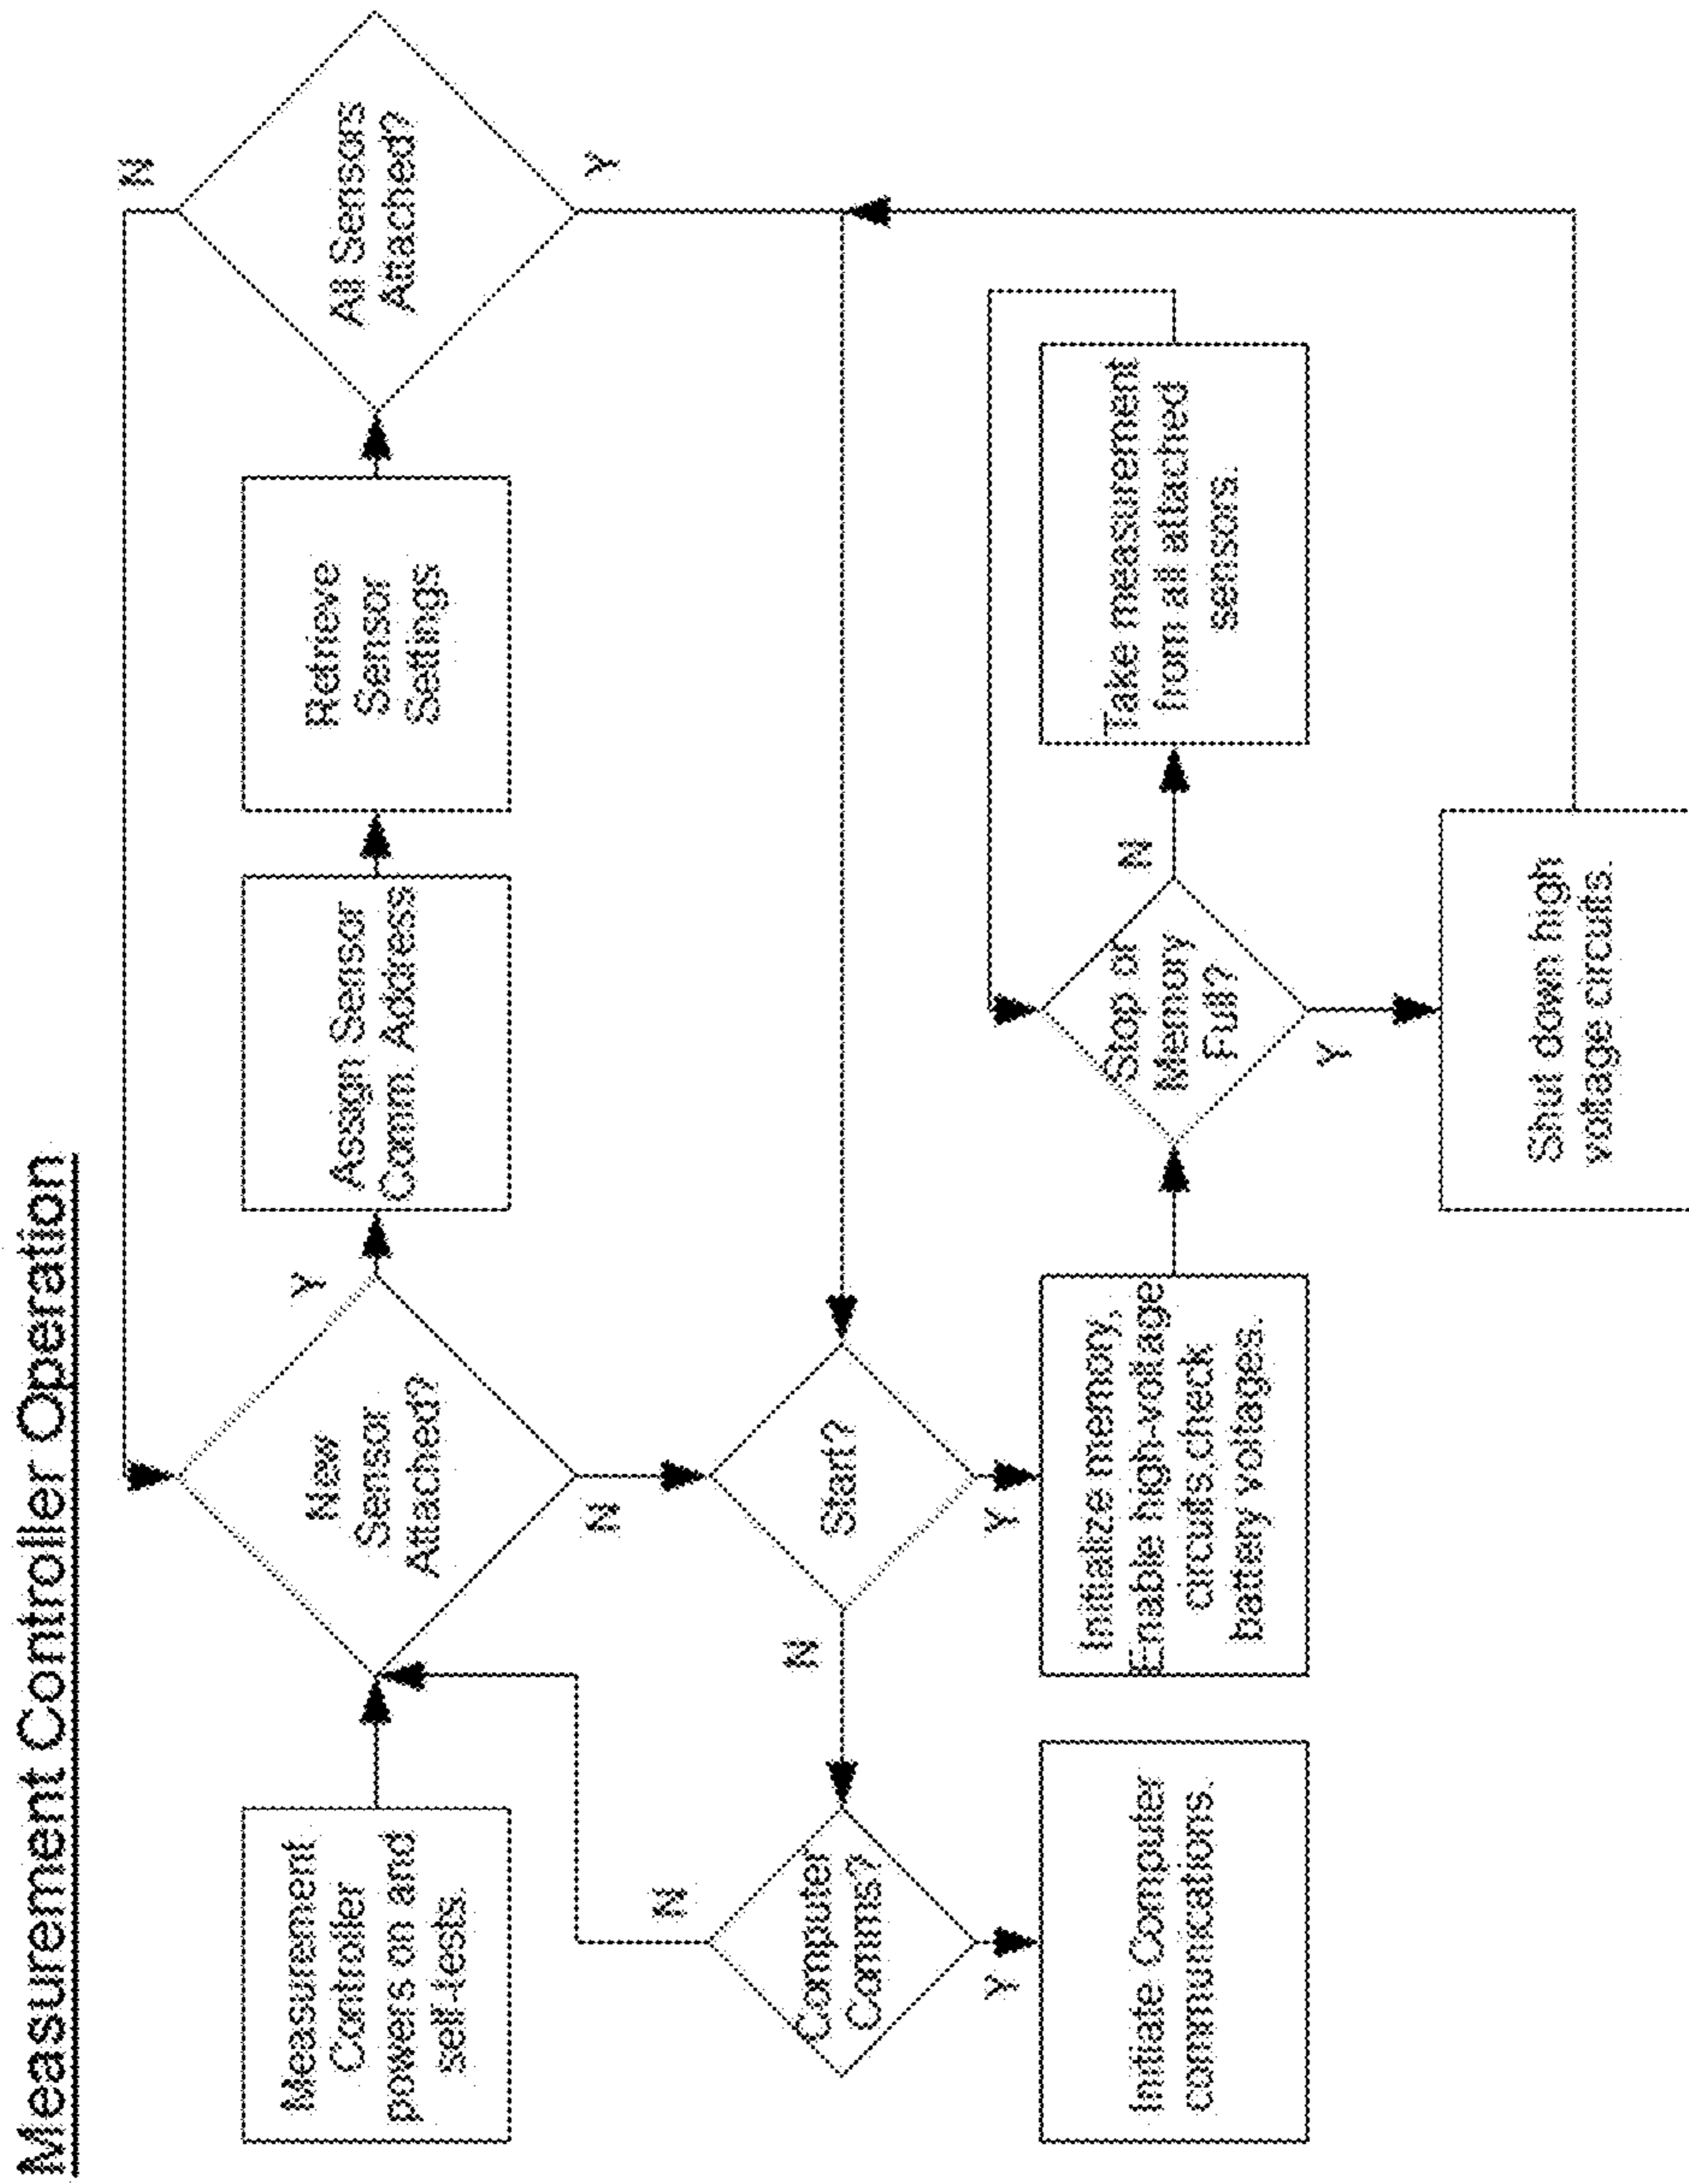 Measurement Controller Operation
Measurement
Controller
powers on and
self-tests.
New
Sensor
Attached?
Y
N
Assign Sensor
Comm. Address
Retrieve
Sensor
Settings
All Sensors
Attached?
N
Y
Computer
Comms?
N
Y
Start?
N
Y
Initiate Computer
communications.
Initialize memory,
Enable high-voltage
circuits,check
battery voltages.
Stop or
Memory
Full?
N
Y
Take measurement
from all attached
sensors.
Shut down high
voltage circuits.